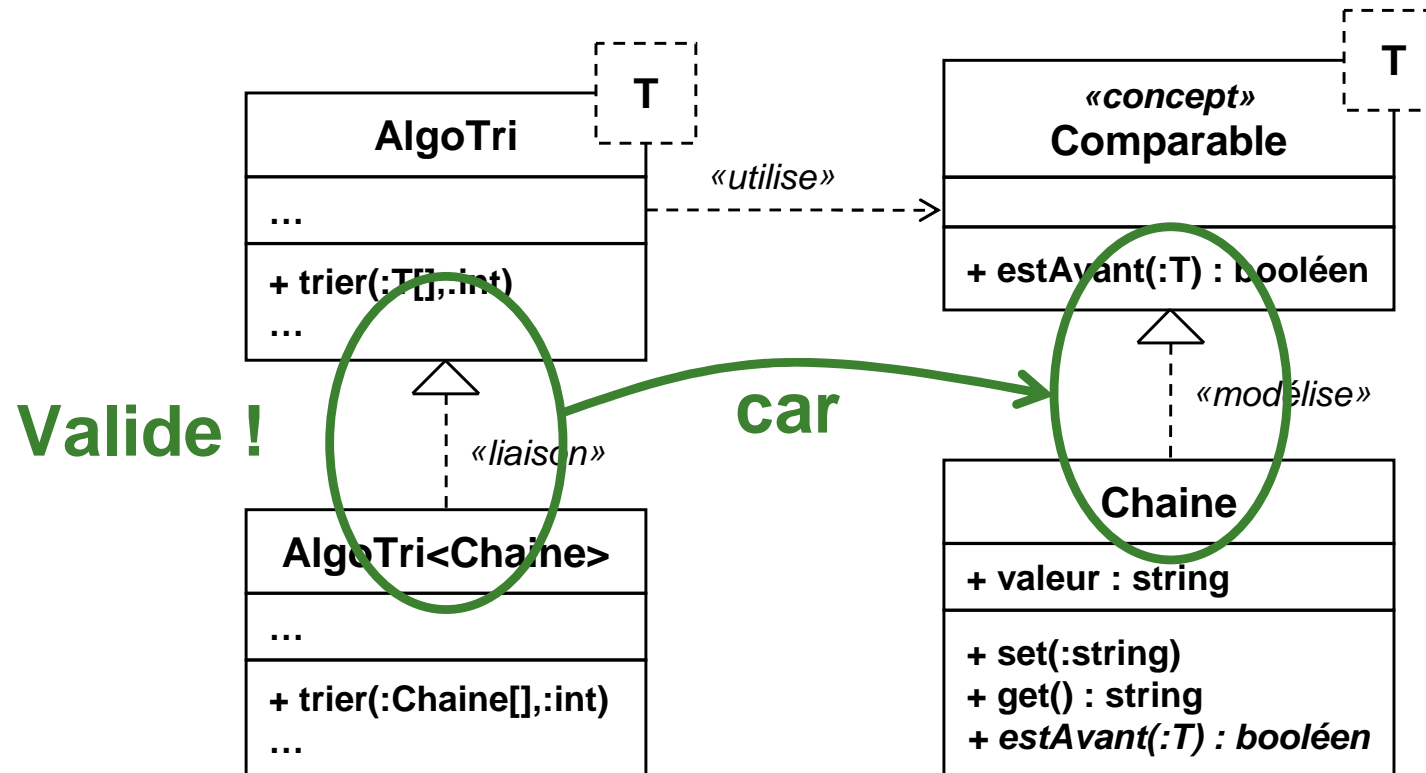 T
AlgoTri
…
+ trier(:T[],:int)
…
«utilise»
T
«concept»
Comparable
+ estAvant(:T) : booléen
Valide !
«liaison»
car
«modélise»
AlgoTri<Chaine>
…
+ trier(:Chaine[],:int)
…
Chaine
+ valeur : string
+ set(:string)
+ get() : string
+ estAvant(:T) : booléen